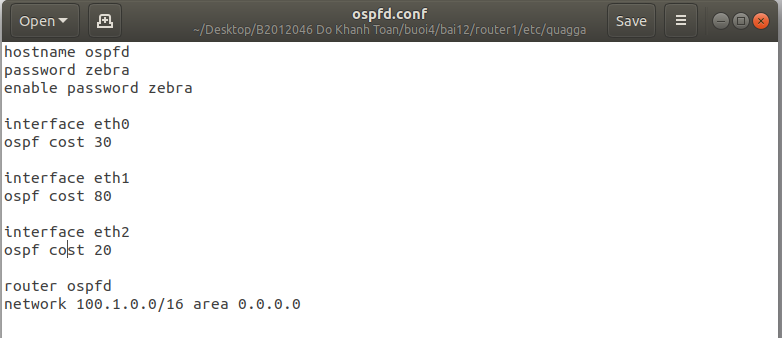 ospfd.conf
Open
~/Desktop/B2012046 Do Khanh Toan/buoi4/bai12/router1/etc/quagga
Save
hostname ospfd
password zebra
enable password zebra
interface eth0
ospf cost 30
interface eth1
ospf cost 80
interface eth2
ospf cost 20
router ospfd
network 100.1.0.0/16 area 0.0.0.0